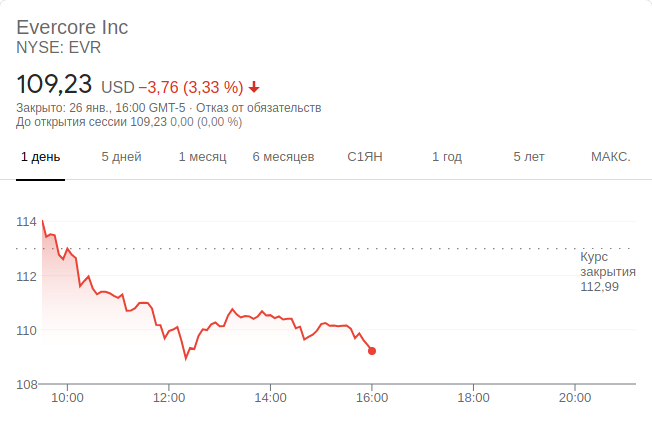 Evercore Inc
NYSE: EVR
109,23 USD −3,76 (3,33 %)
Закрыто: 26 янв., 16:00 GMT-5 · Отказ от обязательств
До открытия сессии 109,23 0,00 (0,00 %)
1 день 5 дней 1 месяц 6 месяцев С1ЯН 1 год 5 лет МАКС.
114
Курс
закрытия
112,99
112
110
108
10:00 12:00 14:00 16:00 18:00 20:00